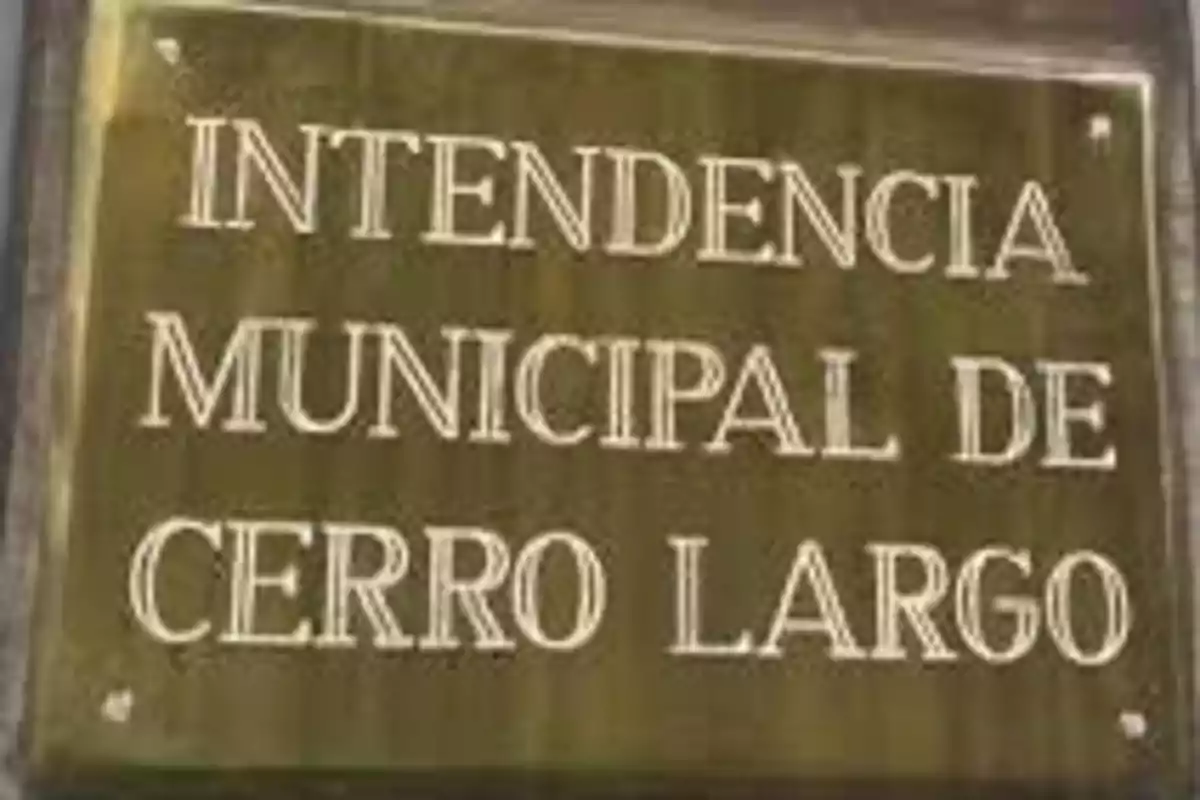 INTENDENCIA
MUNICIPAL DE
CERRO LARGO